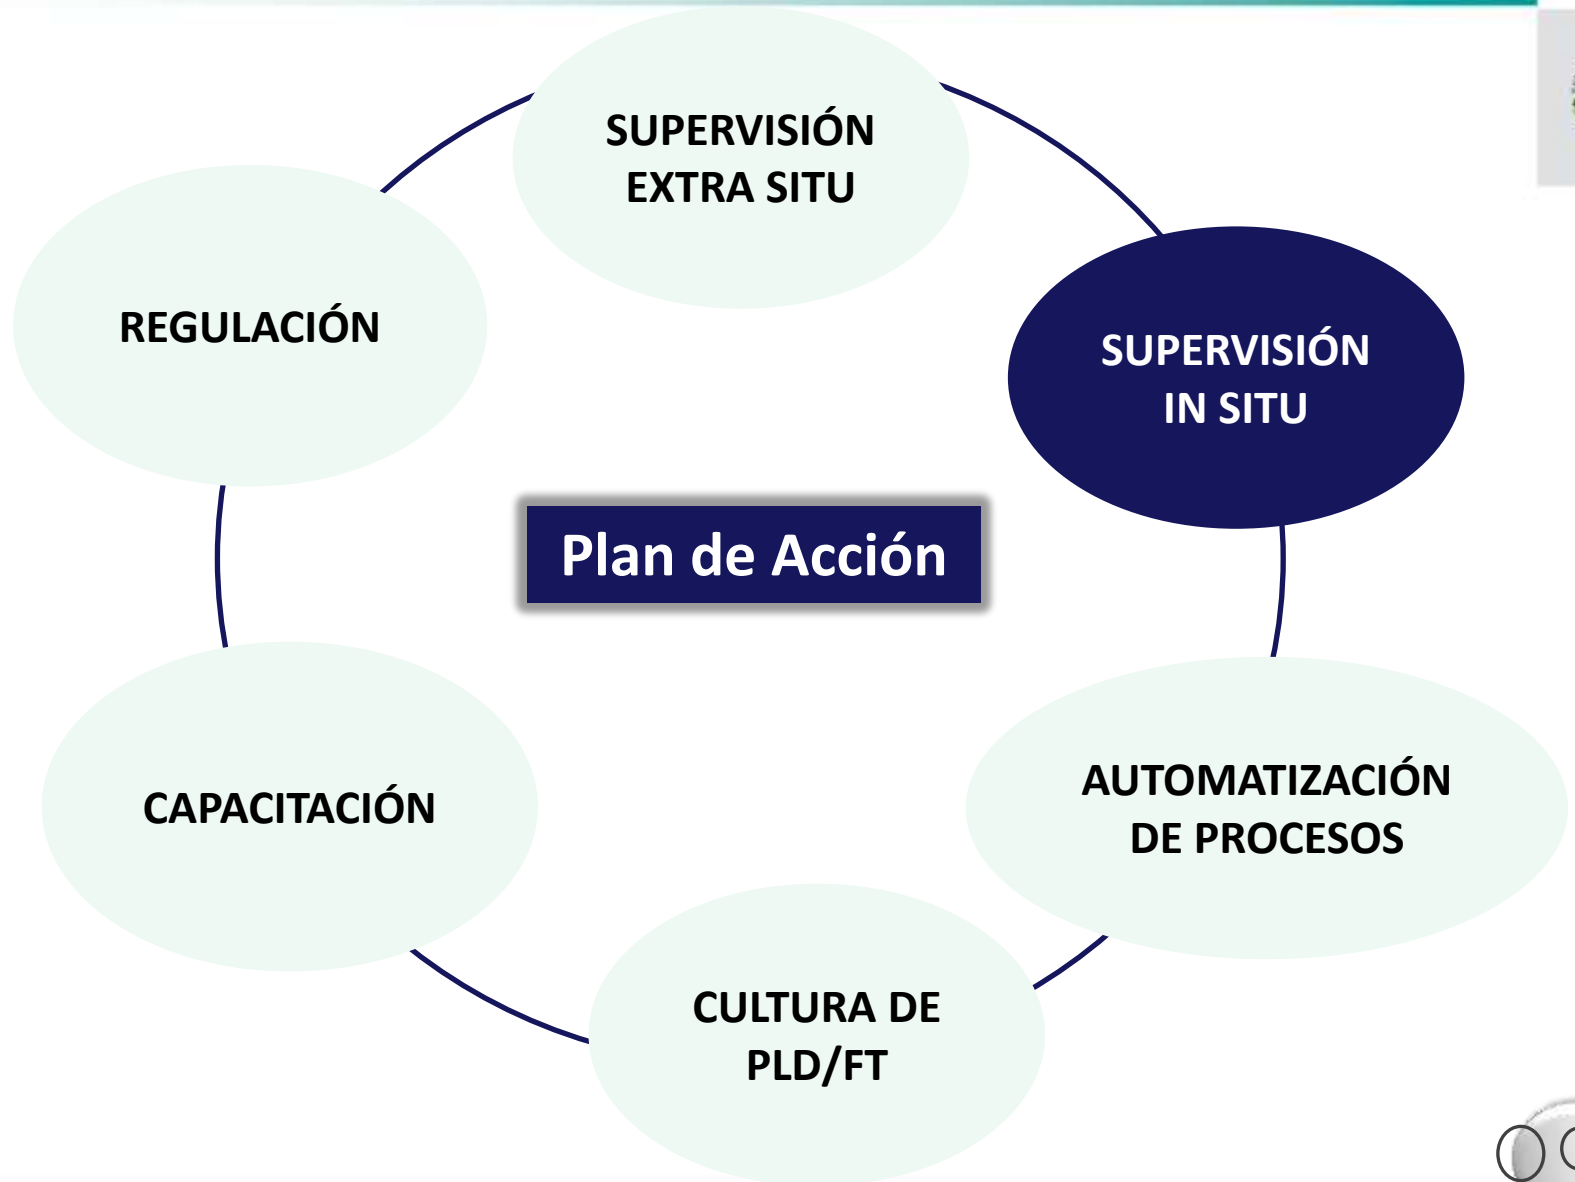 SUPERVISIÓN
EXTRA SITU
REGULACIÓN
SUPERVISIÓN
IN SITU
Plan de Acción
CAPACITACIÓN
AUTOMATIZACIÓN
DE PROCESOS
CULTURA DE
PLD/FT